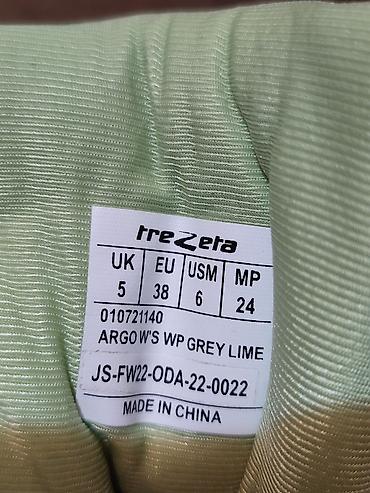 treZeta
UK EU USM MP
5 38 6 24
010721140
ARGO W'S WP GREY LIME
JS-FW22-ODA-22-0022
MADE IN CHINA